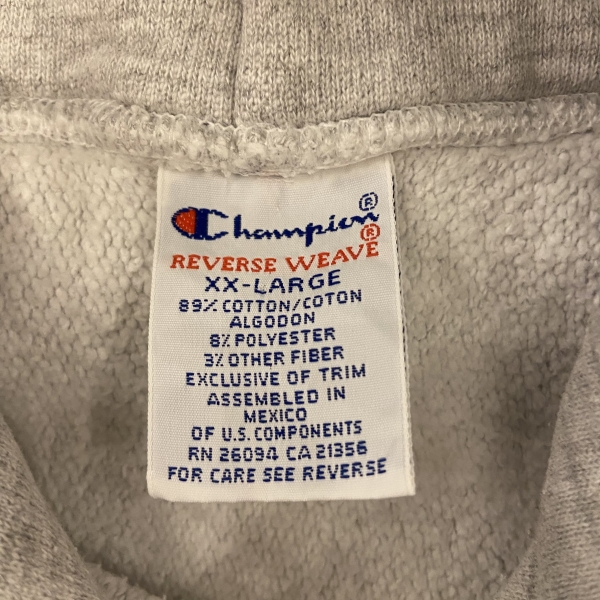 Champion®
REVERSE WEAVE®
XX-LARGE
89% COTTON/COTON
ALGODON
8% POLYESTER
3% OTHER FIBER
EXCLUSIVE OF TRIM
ASSEMBLED IN
MEXICO
OF U.S. COMPONENTS
RN 26094 CA 21356
FOR CARE SEE REVERSE